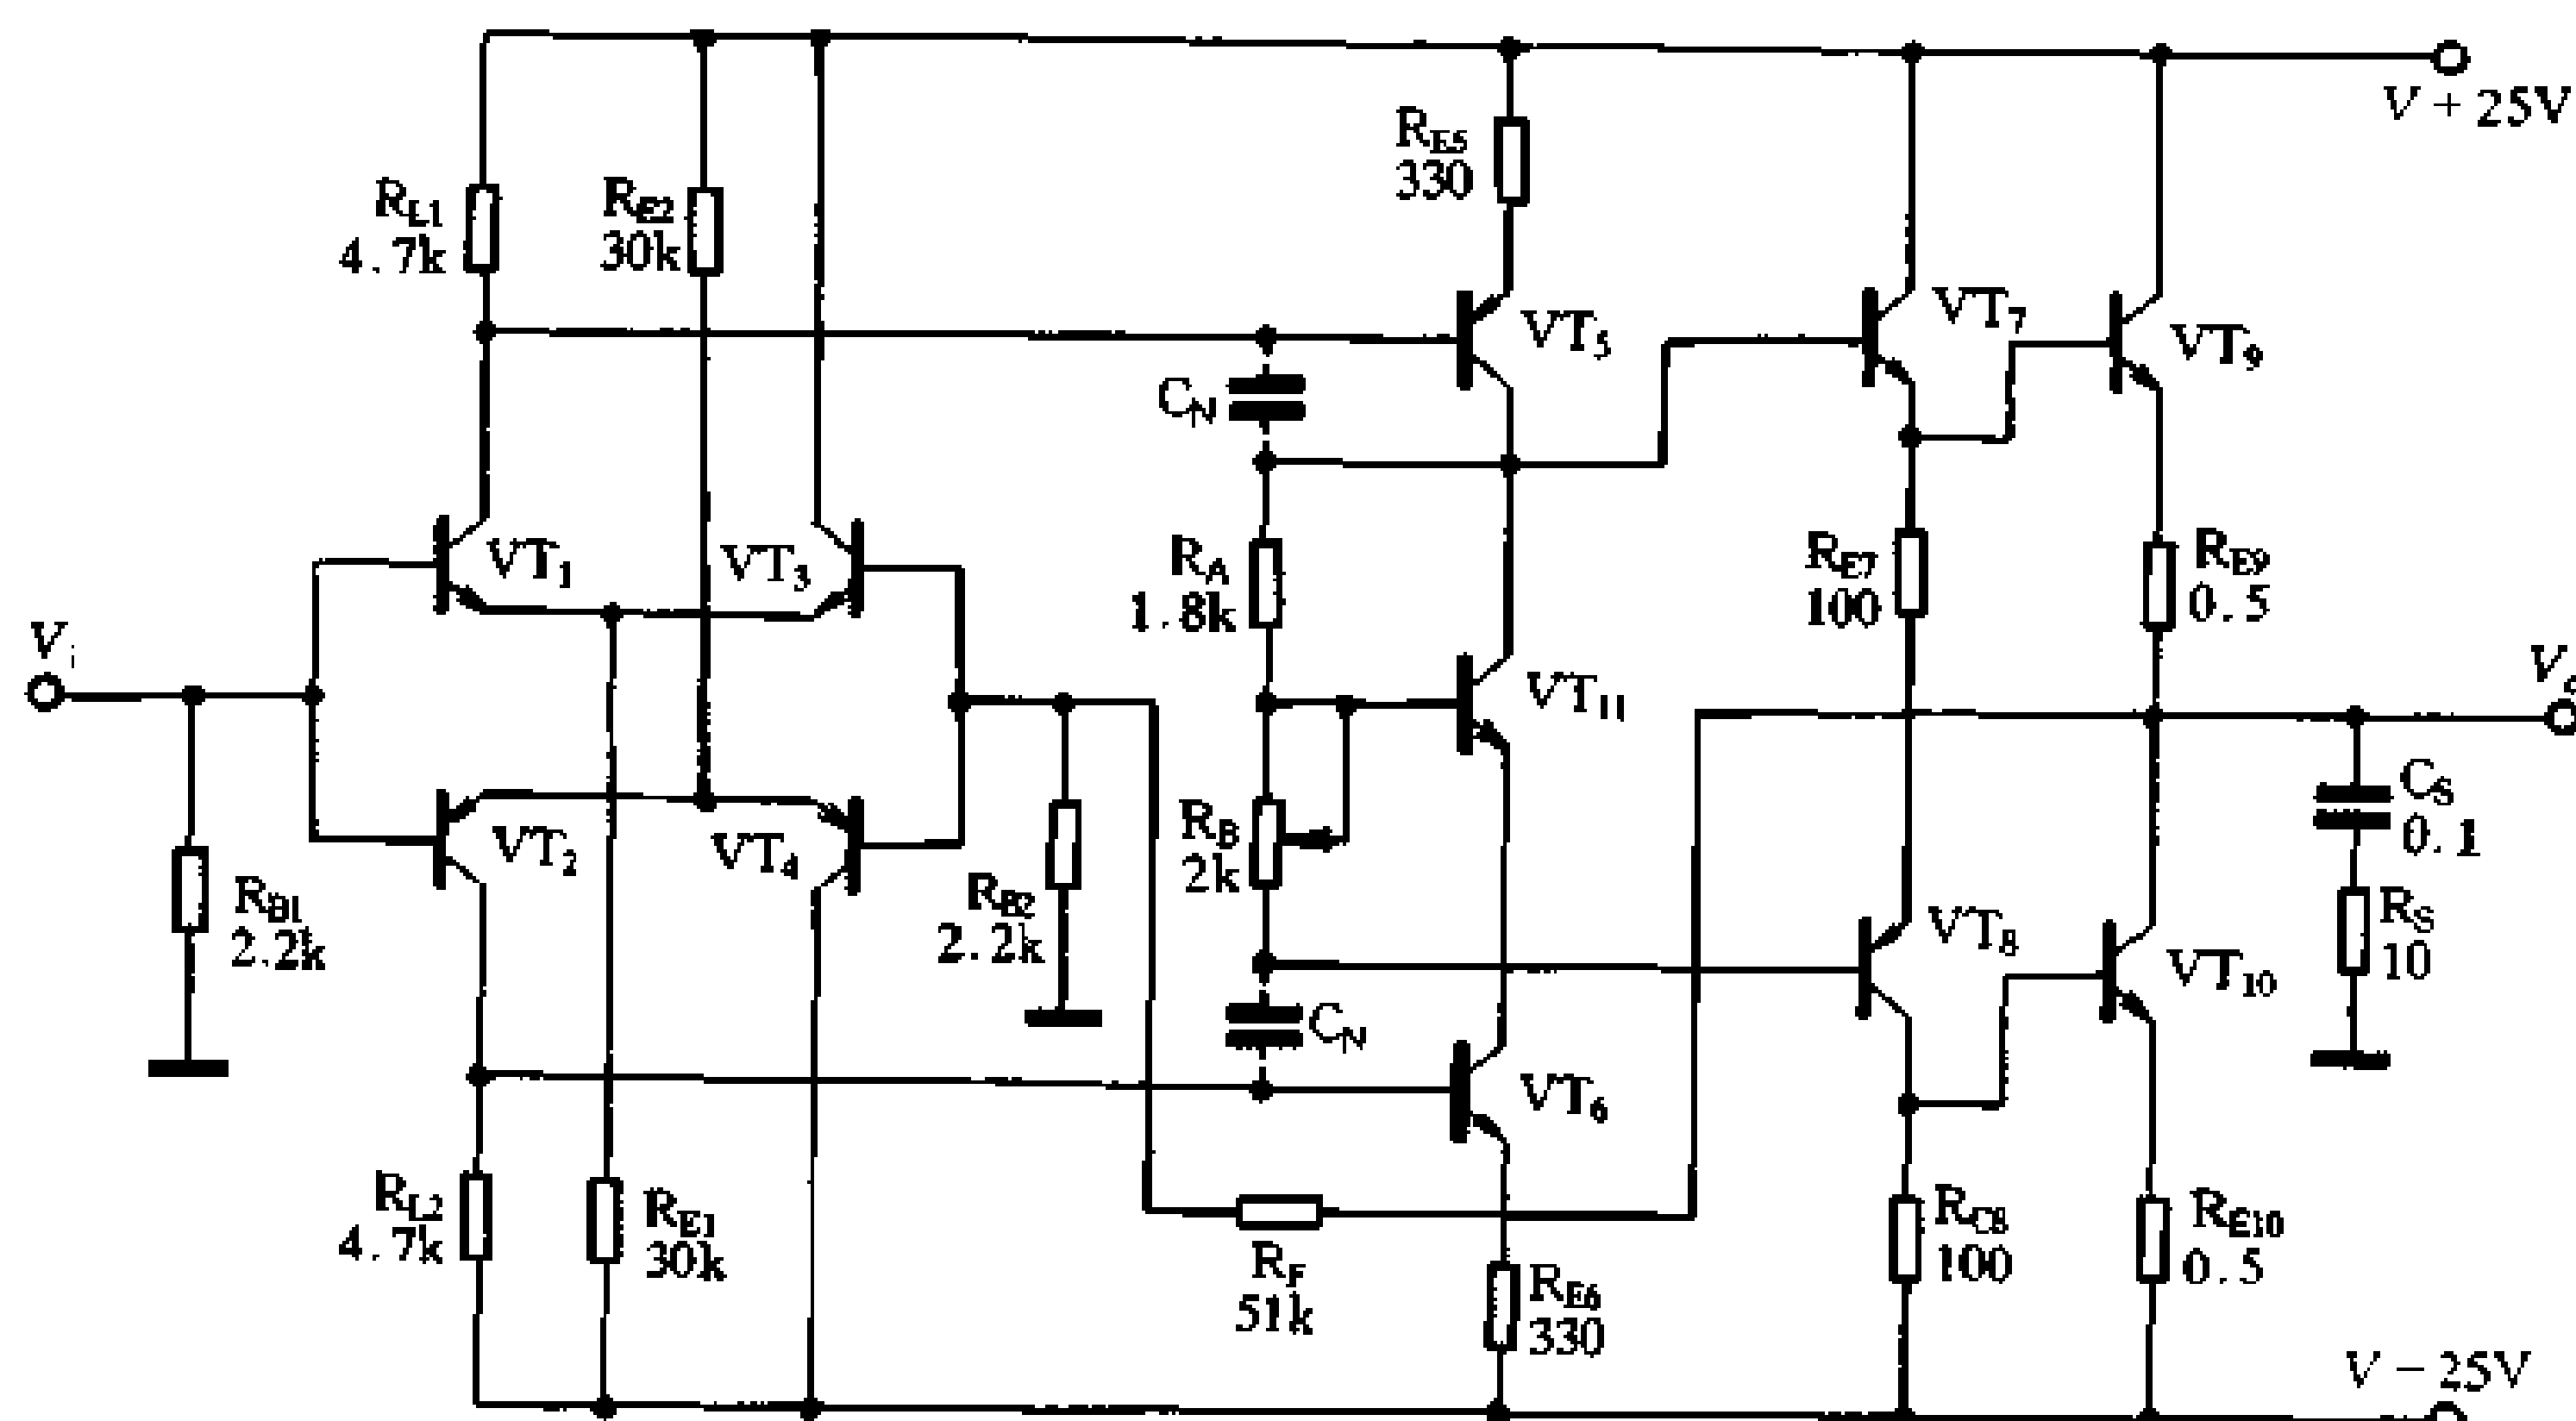 V + 25V
R_E5
330
R_L1
4.7k
R_E2
30k
VT_5
VT_7
VT_9
C_N
VT_1
VT_3
R_A
1.8k
R_E7
100
R_E9
0.5
V_i
VT_11
V_o
R_B
2k
C_S
0.1
VT_2
VT_4
R_B1
2.2k
R_B2
2.2k
VT_8
VT_10
R_S
10
C_N
VT_6
R_L2
4.7k
R_E1
30k
R_F
51k
R_E6
330
R_C8
100
R_E10
0.5
V − 25V